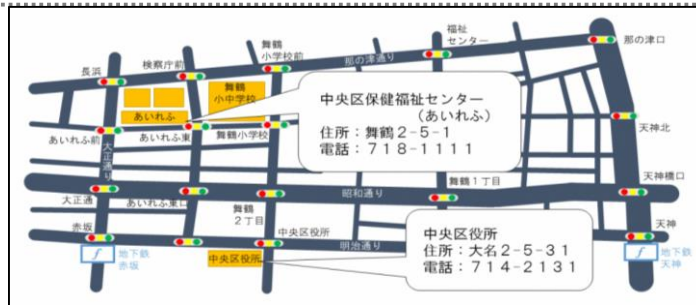 福祉
センター
那の津口
舞鶴
小学校前
検察庁前
長浜
那の津通り
舞鶴
小中学校
あいれふ
中央区保健福祉センター
（あいれふ）
住所：舞鶴２－５－１
電話：７１８－１１１１
あいれふ前
あいれふ東
舞鶴小学校
天神北
大正通り
大正通
あいれふ東口
昭和通り
舞鶴１丁目
天神橋口
舞鶴
２丁目
赤坂
中央区役所
明治通り
天神
地下鉄
赤坂
中央区役所
中央区役所
住所：大名２－５－３１
電話：７１４－２１３１
地下鉄
天神